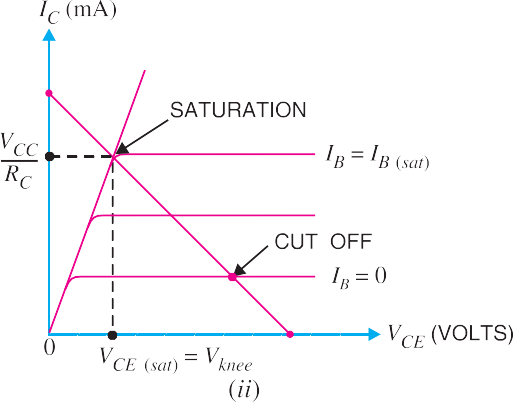 I_C (mA)
SATURATION
V_CC
R_C
I_B = I_B (sat)
CUT OFF
I_B = 0
0
V_CE (VOLTS)
V_CE (sat) = V_knee
(ii)